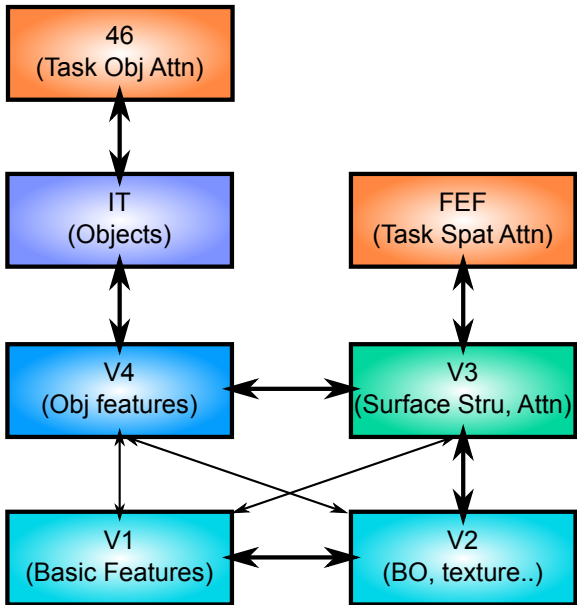 46
(Task Obj Attn)
IT
(Objects)
FEF
(Task Spat Attn)
V4
(Obj features)
V3
(Surface Stru, Attn)
V1
(Basic Features)
V2
(BO, texture..)